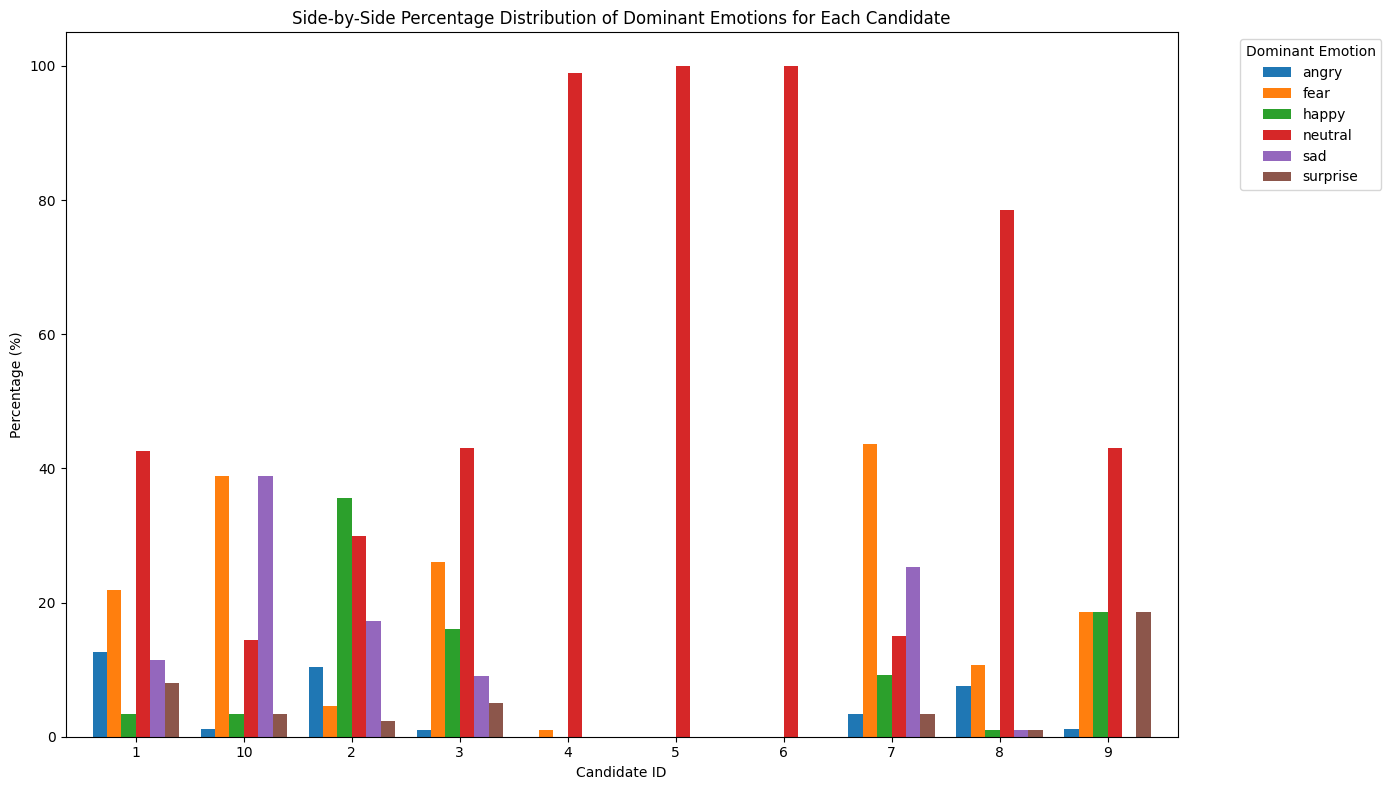 Side-by-Side Percentage Distribution of Dominant Emotions for Each Candidate
Percentage (%)
100
80
60
40
20
0
1 10 2 3 4 5 6 7 8 9
Candidate ID
Dominant Emotion
angry
fear
happy
neutral
sad
surprise